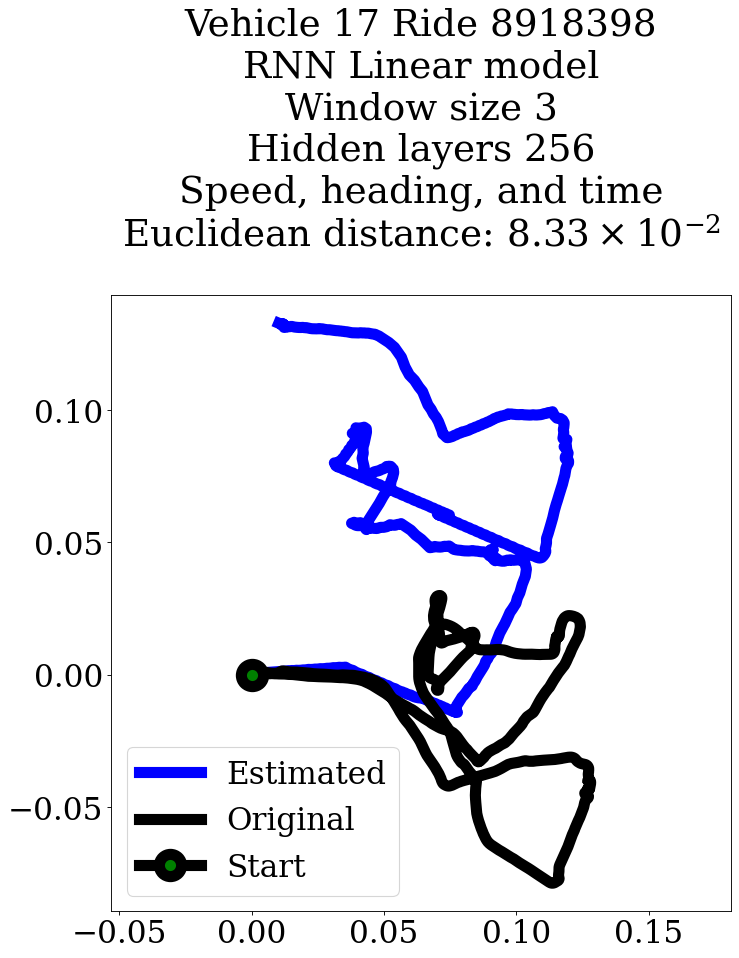 Vehicle 17 Ride 8918398
RNN Linear model
Window size 3
Hidden layers 256
Speed, heading, and time
Euclidean distance: 8.33 × 10⁻²
0.10
0.05
0.00
−0.05
Estimated
Original
Start
−0.05 0.00 0.05 0.10 0.15